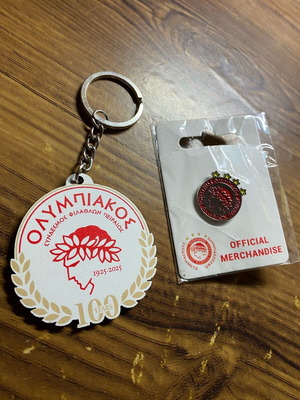 ΟΛΥΜΠΙΑΚΟΣ
ΣΥΝΔΕΣΜΟΣ ΦΙΛΑΘΛΩΝ ΠΕΙΡΑΙΩΣ
1925-2025
100
OFFICIAL
MERCHANDISE